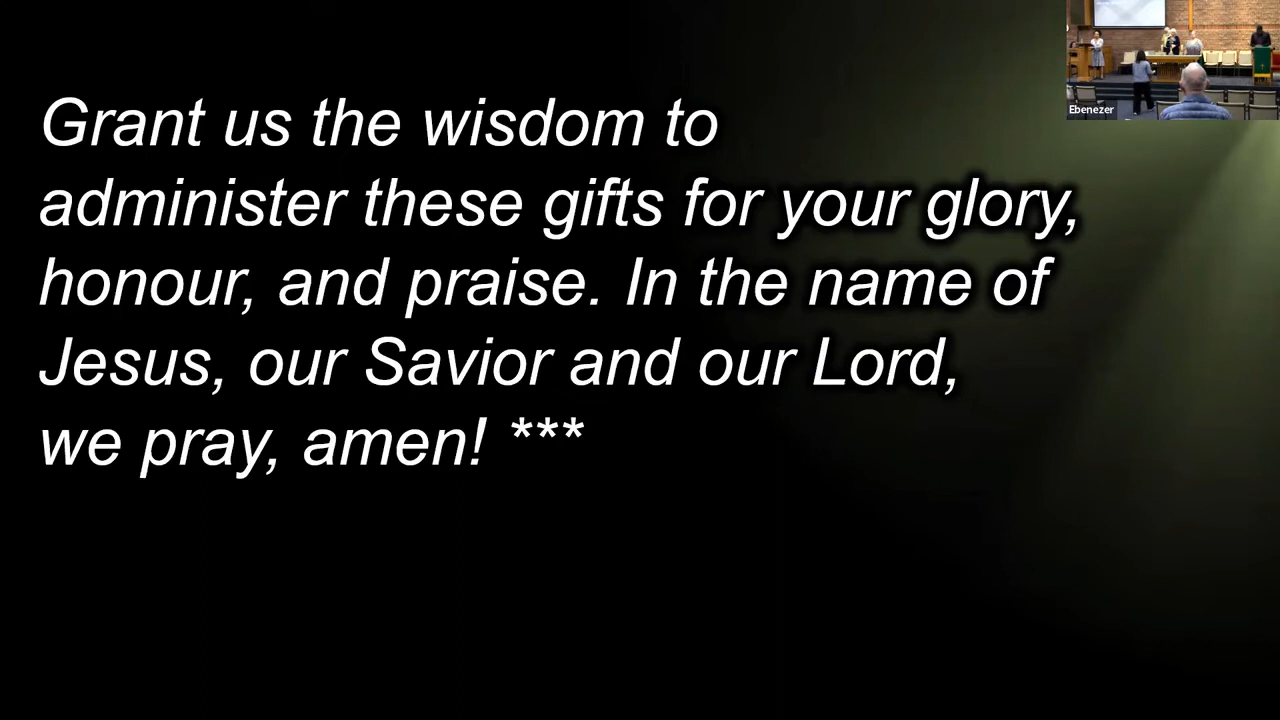 Ebenezer
Grant us the wisdom to
administer these gifts for your glory,
honour, and praise. In the name of
Jesus, our Savior and our Lord,
we pray, amen! ***